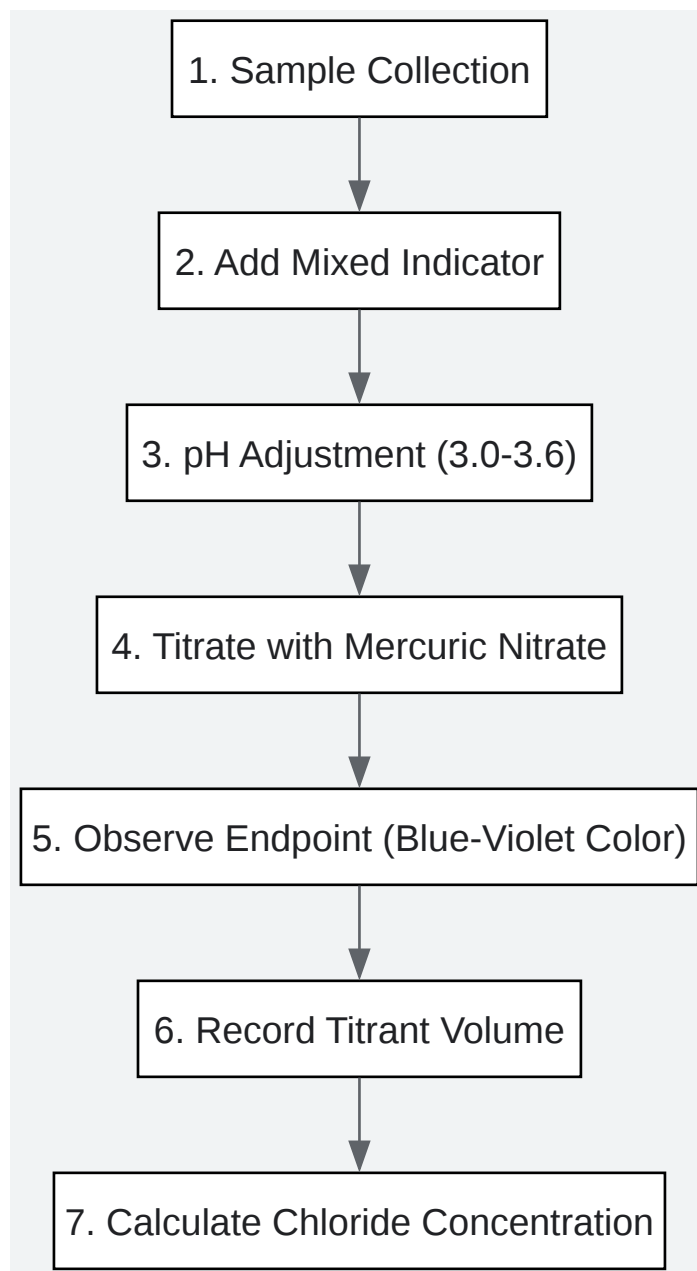 1. Sample Collection
2. Add Mixed Indicator
3. pH Adjustment (3.0-3.6)
4. Titrate with Mercuric Nitrate
5. Observe Endpoint (Blue-Violet Color)
6. Record Titrant Volume
7. Calculate Chloride Concentration